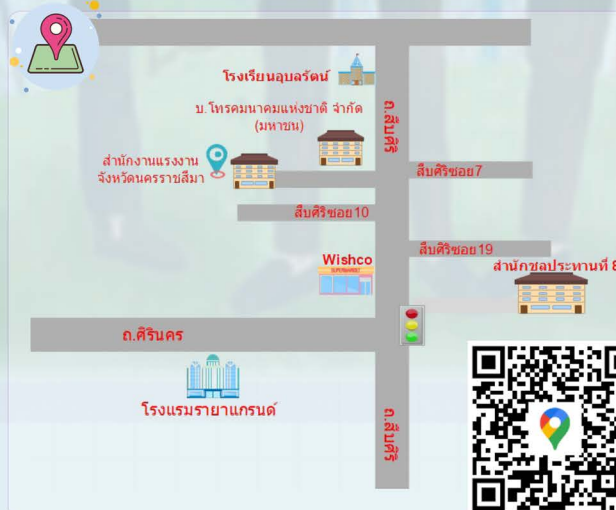 โรงเรียนอุบลรัตน์
บ.โทรคมนาคมแห่งชาติ จำกัด
(มหาชน)
ถ.สืบศิริ
สำนักงานแรงงาน
จังหวัดนครราชสีมา
สืบศิริซอย7
สืบศิริซอย10
สืบศิริซอย19
Wishco
SUPERMARKET
สำนักชลประทานที่ 8
ถ.ศิรินคร
โรงแรมรายาแกรนด์
ถ.สืบศิริ